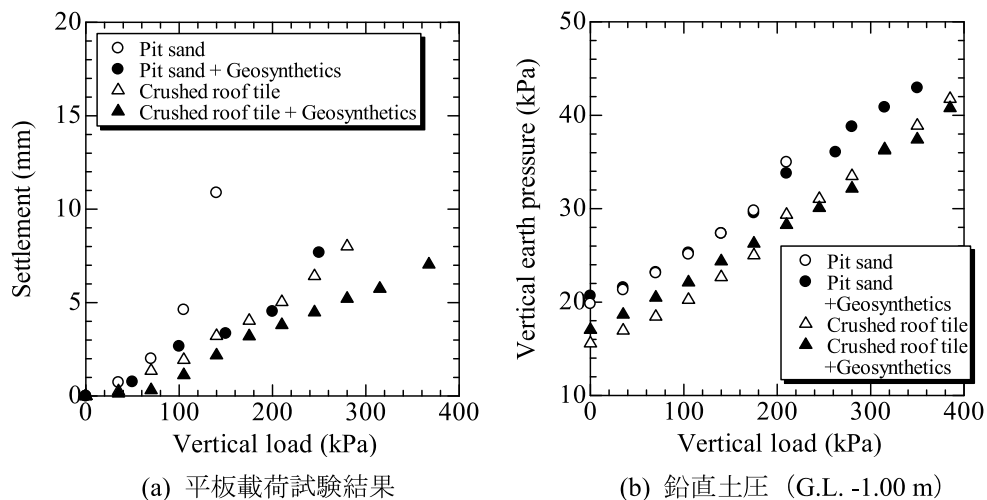 20
15
10
5
0
0
100
200
300
400
Settlement (mm)
Vertical load (kPa)
Pit sand
Pit sand + Geosynthetics
Crushed roof tile
Crushed roof tile + Geosynthetics
(a) 平板載荷試験結果
50
40
30
20
10
0
100
200
300
400
Vertical earth pressure (kPa)
Vertical load (kPa)
Pit sand
Pit sand
+Geosynthetics
Crushed roof tile
Crushed roof tile
+Geosynthetics
(b) 鉛直土圧（G.L. -1.00 m）